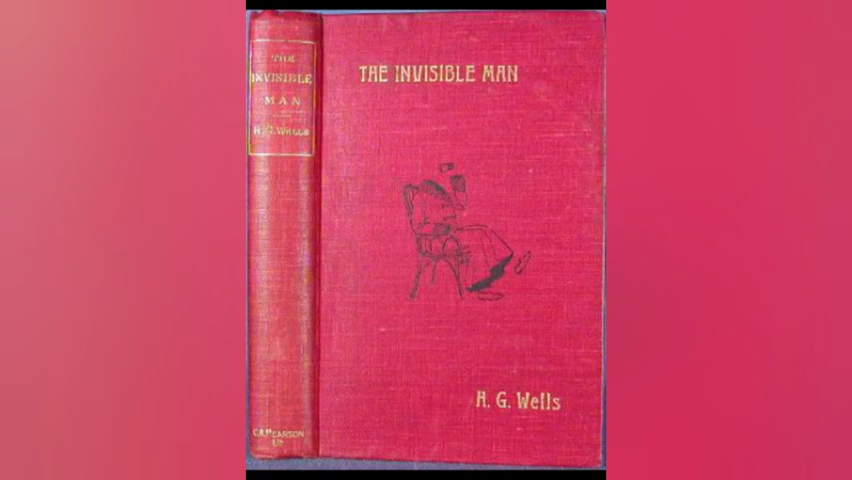 THE
INVISIBLE
MAN
H. G. WELLS
C. A. PEARSON
LTD
THE INVISIBLE MAN
H. G. Wells